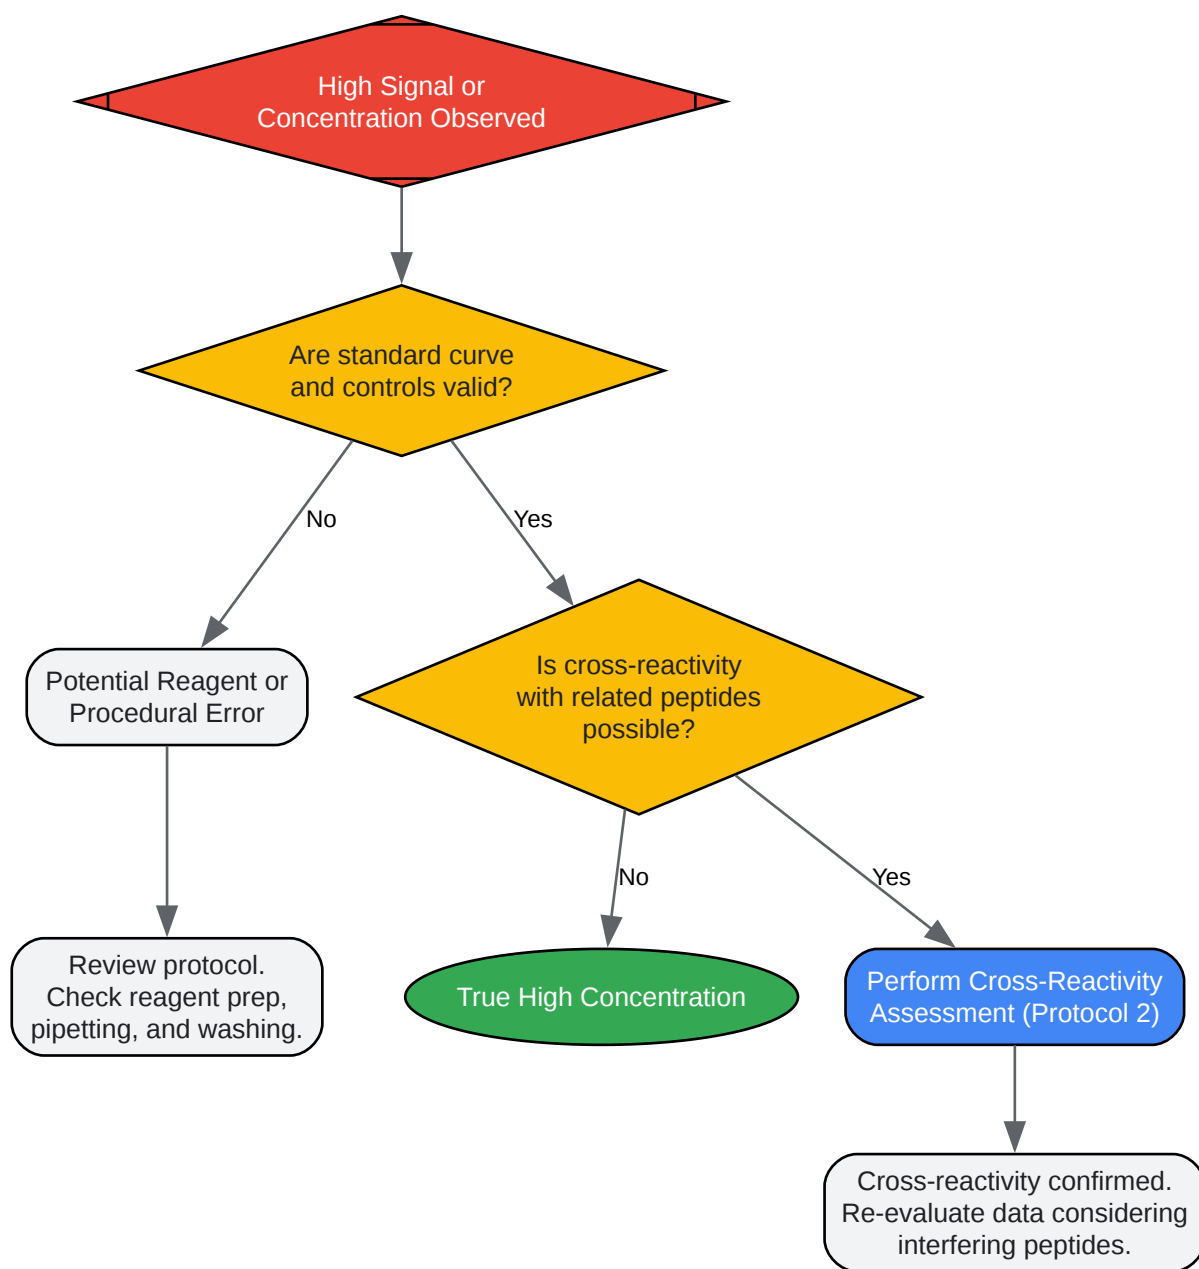 High Signal or
Concentration Observed
Are standard curve
and controls valid?
No
Yes
Is cross-reactivity
with related peptides
possible?
Potential Reagent or
Procedural Error
No
Yes
Review protocol.
Check reagent prep,
pipetting, and washing.
True High Concentration
Perform Cross-Reactivity
Assessment (Protocol 2)
Cross-reactivity confirmed.
Re-evaluate data considering
interfering peptides.